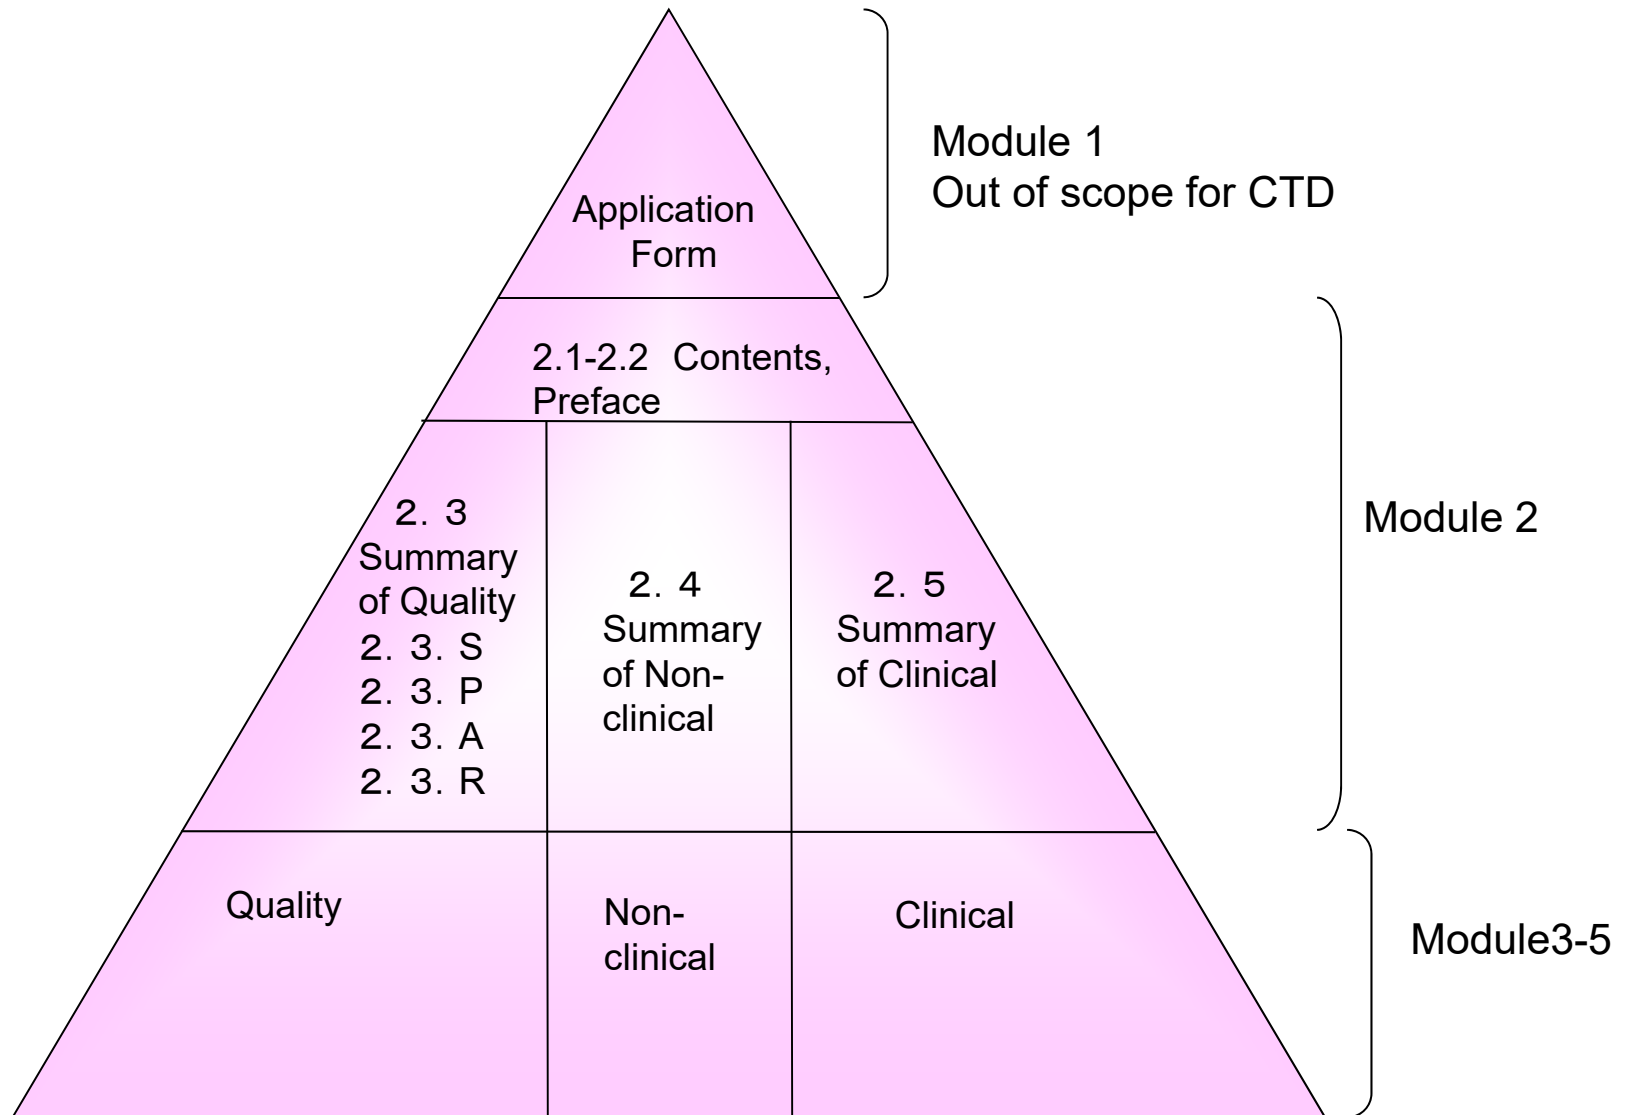 Application
Form
Module 1
Out of scope for CTD
2.1-2.2 Contents,
Preface
２．３
Summary
of Quality
２．３．S
２．３．P
２．３．A
２．３．R
２．４
Summary
of Non-
clinical
２．５
Summary
of Clinical
Module 2
Quality
Non-
clinical
Clinical
Module3-5